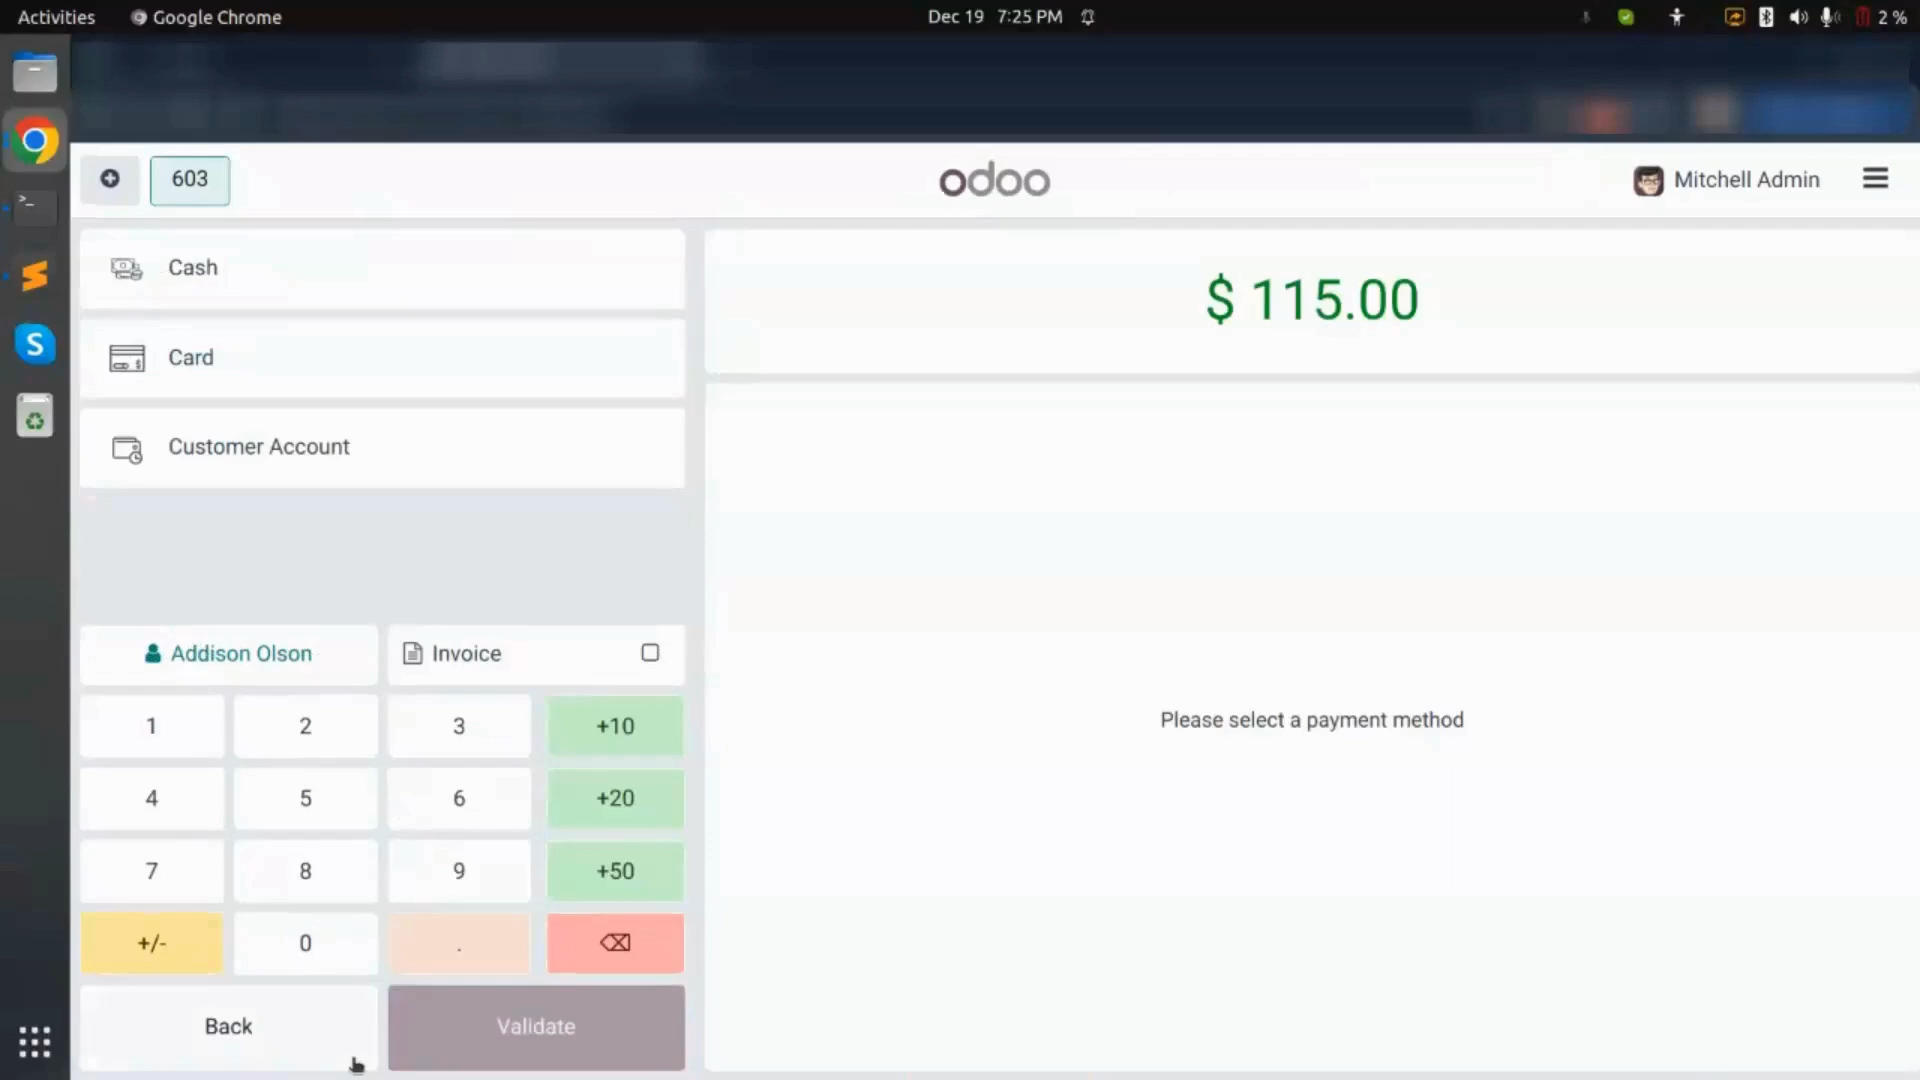 Activities Google Chrome Dec 19 7:25 PM 2 %
603 odoo Mitchell Admin
Cash
Card
Customer Account
$ 115.00
Please select a payment method
Addison Olson Invoice
1 2 3 +10
4 5 6 +20
7 8 9 +50
+/- 0 .
Back Validate